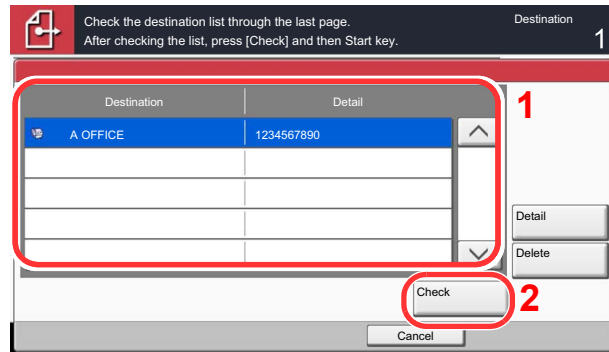 Check the destination list through the last page.
After checking the list, press [Check] and then Start key.
Destination
1
Destination Detail
1
A OFFICE 1234567890
Detail
Delete
Check
2
Cancel